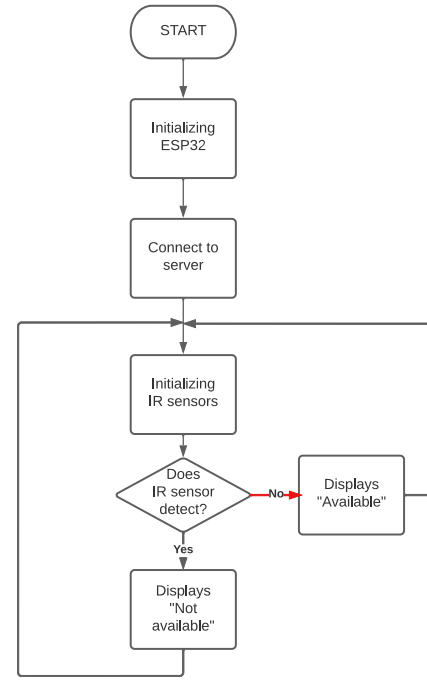 START
Initializing
ESP32
Connect to
server
Initializing
IR sensors
Does
IR sensor
detect?
No
Displays
"Available"
Yes
Displays
"Not
available"